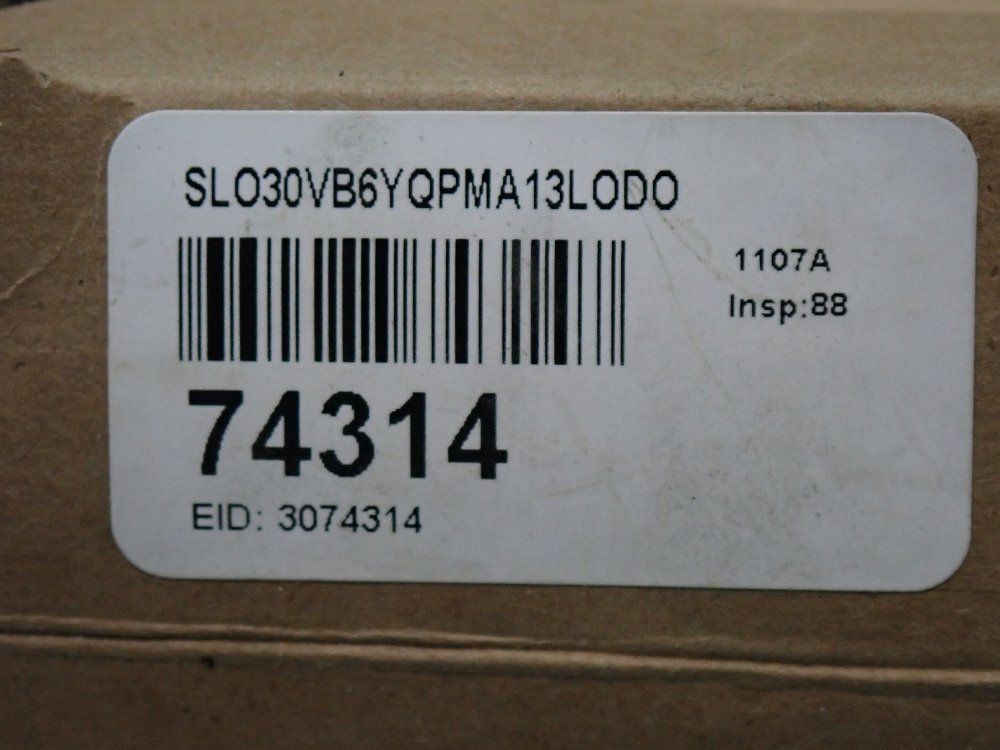 SLO30VB6YQPMA13LODO
1107A
Insp:88
74314
EID: 3074314